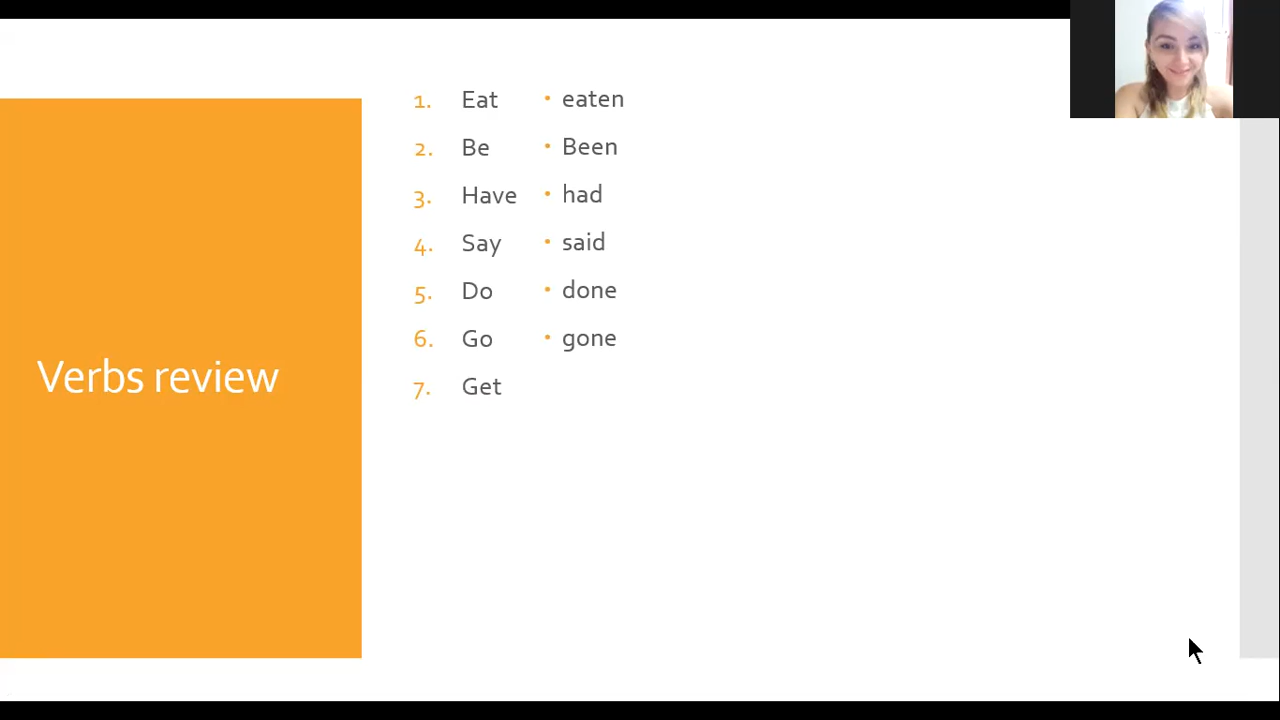 Verbs review
1. Eat • eaten
2. Be • Been
3. Have • had
4. Say • said
5. Do • done
6. Go • gone
7. Get